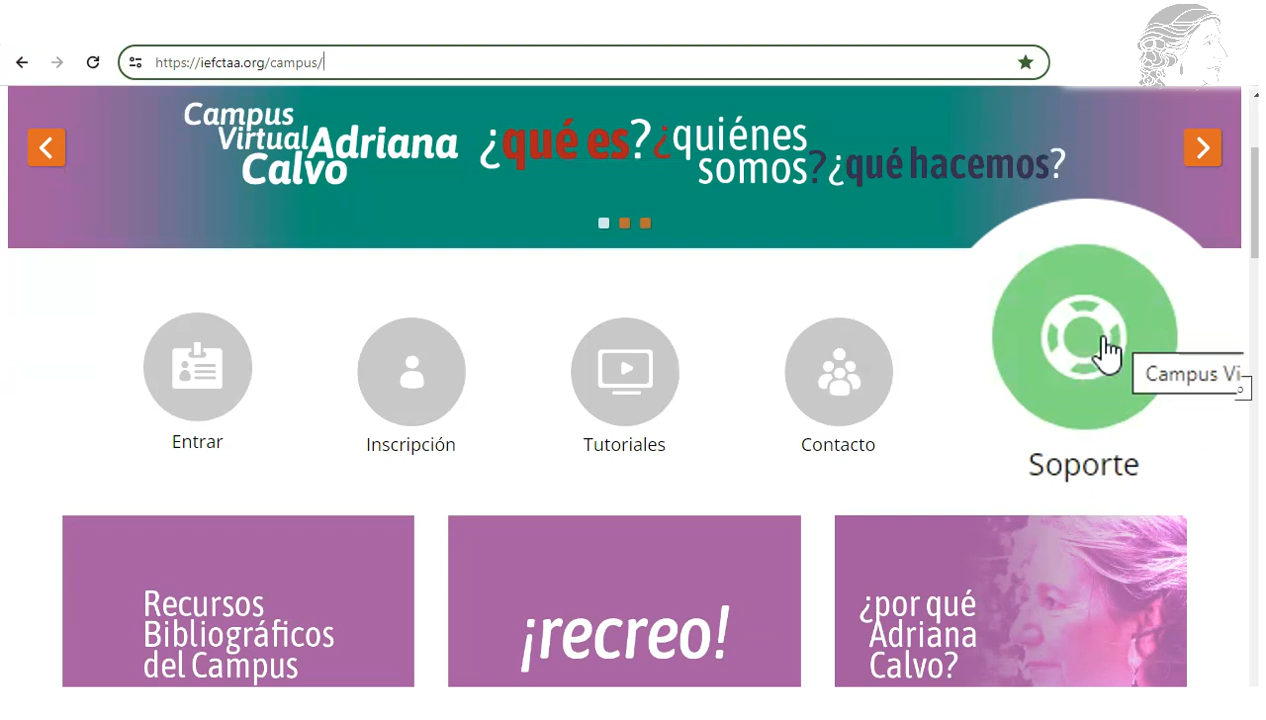 https://iefctaa.org/campus/
Campus
Virtual Adriana
Calvo
¿qué es? ¿quiénes
somos? ¿qué hacemos?
Campus Vi
Entrar
Inscripción
Tutoriales
Contacto
Soporte
Recursos
Bibliográficos
del Campus
¡recreo!
¿por qué
Adriana
Calvo?